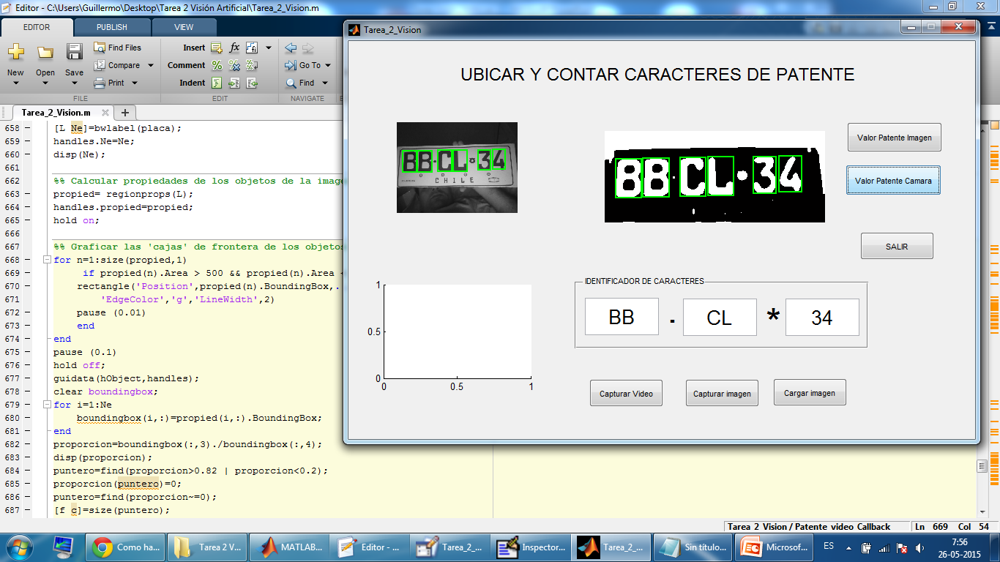 Editor - C:\Users\Guillermo\Desktop\Tarea 2 Visión Artificial\Tarea_2_Vision.m
EDITOR PUBLISH VIEW
New Open Save Find Files Compare Print
FILE
Insert fx
Comment
Indent
EDIT
Go To
Find
NAVIGATE
Tarea_2_Vision.m
658 [L Ne]=bwlabel(placa);
659 handles.Ne=Ne;
660 disp(Ne);
661
662 %% Calcular propiedades de los objetos de la image
663 propied= regionprops(L);
664 handles.propied=propied;
665 hold on;
666
667 %% Graficar las 'cajas' de frontera de los objetos
668 for n=1:size(propied,1)
669 if propied(n).Area > 500 && propied(n).Area <
670 rectangle('Position',propied(n).BoundingBox,.
671 'EdgeColor','g','LineWidth',2)
672 pause (0.01)
673 end
674 end
675 pause (0.1)
676 hold off;
677 guidata(hObject,handles);
678 clear boundingbox;
679 for i=1:Ne
680 boundingbox(i,:)=propied(i,:).BoundingBox;
681 end
682 proporcion=boundingbox(:,3)./boundingbox(:,4);
683 disp(proporcion);
684 puntero=find(proporcion>0.82 | proporcion<0.2);
685 proporcion(puntero)=0;
686 puntero=find(proporcion~=0);
687 [f c]=size(puntero);
Tarea_2_Vision
UBICAR Y CONTAR CARACTERES DE PATENTE
BB·CL·34
CHILE
BB·CL·34
Valor Patente Imagen
Valor Patente Camara
SALIR
1
0.5
0
0 0.5 1
IDENTIFICADOR DE CARACTERES
BB . CL * 34
Capturar Video
Capturar imagen
Cargar imagen
Tarea 2 Vision / Patente video Callback Ln 669 Col 54
Como ha...
Tarea 2 V...
MATLAB...
Editor - ...
Tarea_2_...
Inspector...
Tarea_2_...
Sin título...
Microsof...
ES
7:56
26-05-2015